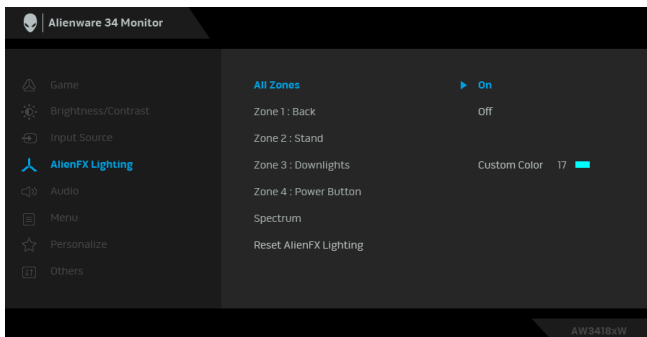 Alienware 34 Monitor
Game
Brightness/Contrast
Input Source
AlienFX Lighting
Audio
Menu
Personalize
Others
All Zones
Zone 1 : Back
Zone 2 : Stand
Zone 3 : Downlights
Zone 4 : Power Button
Spectrum
Reset AlienFX Lighting
On
Off
Custom Color 17
AW3418xW